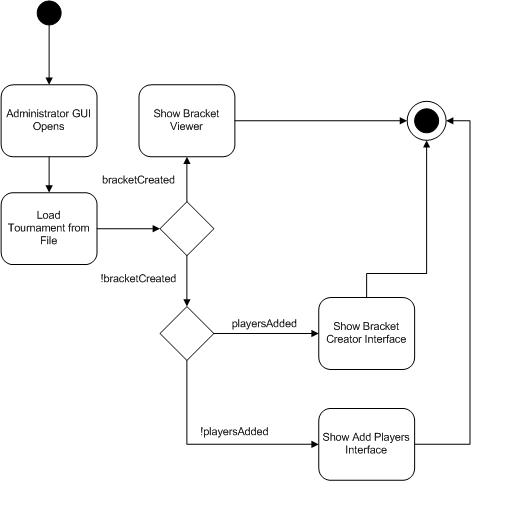 Administrator GUI
Opens
Show Bracket
Viewer
bracketCreated
Load
Tournament from
File
!bracketCreated
playersAdded
Show Bracket
Creator Interface
!playersAdded
Show Add Players
Interface